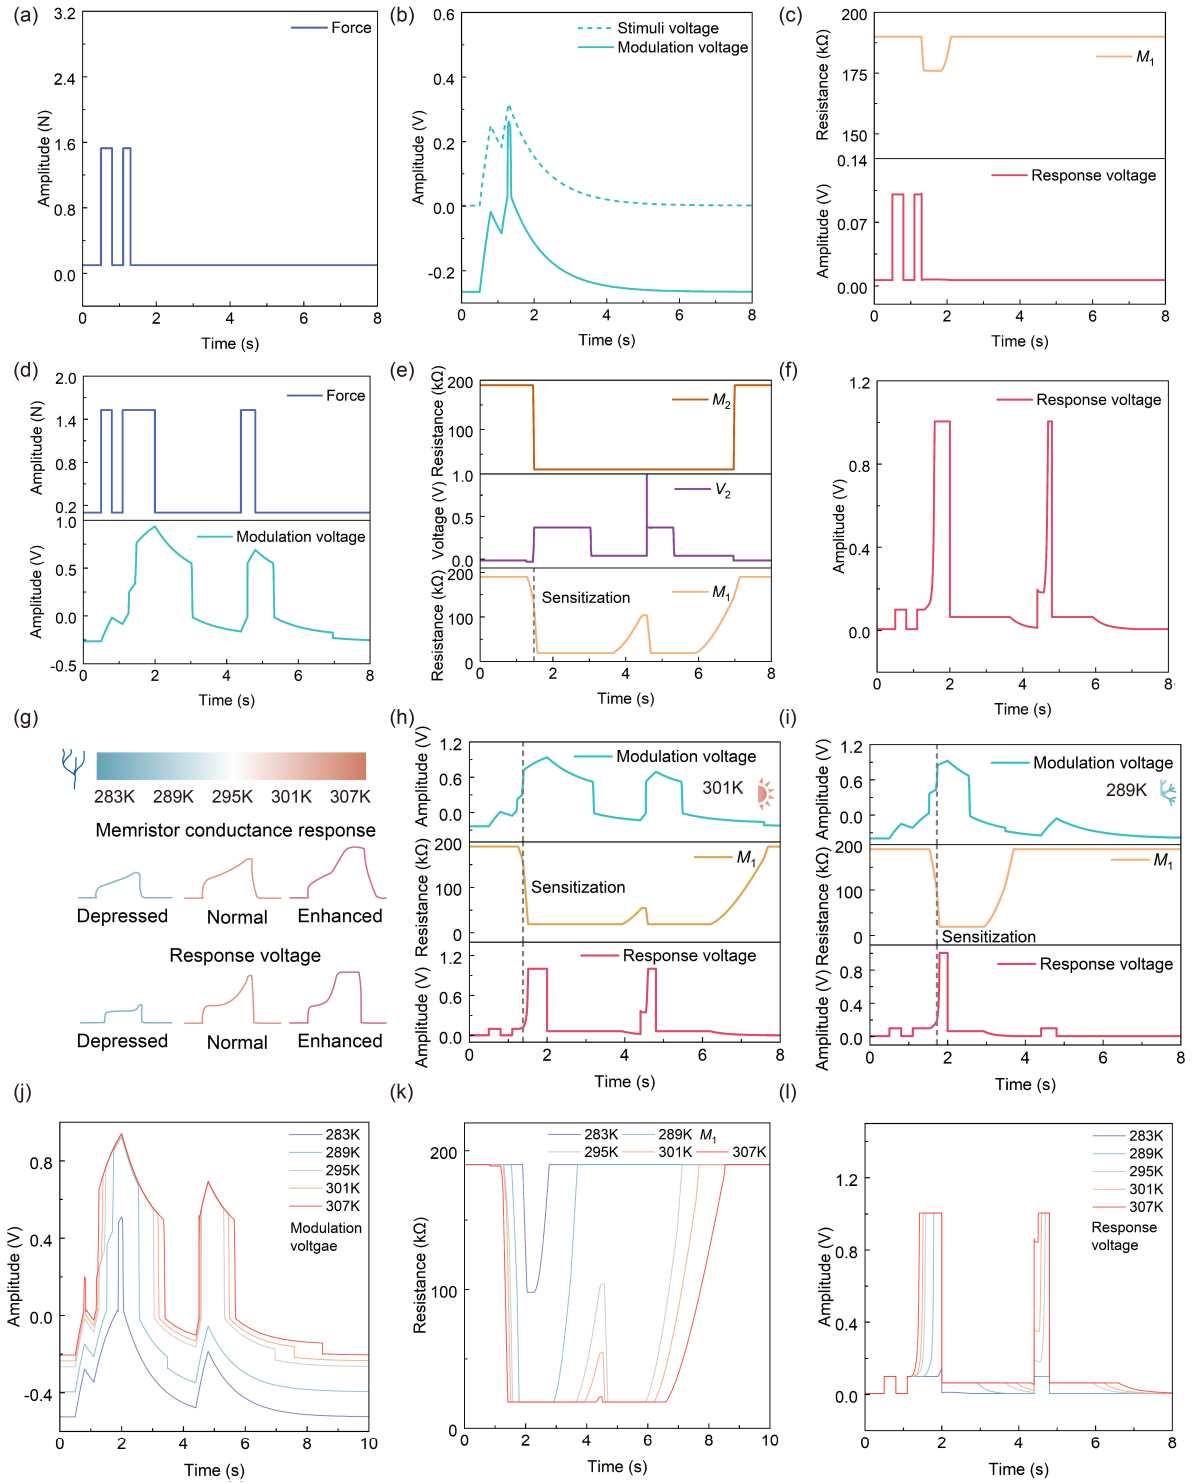 (a)
3.2
2.4
1.6
0.8
0.0
Amplitude (N)
Force
0 2 4 6 8
Time (s)
(b)
0.6
0.4
0.2
0.0
-0.2
Amplitude (V)
Stimuli voltage
Modulation voltage
0 2 4 6 8
Time (s)
(c)
200
175
150
Resistance (kΩ)
M1
0.14
0.07
0.00
Amplitude (V)
Response voltage
0 2 4 6 8
Time (s)
(d)
2.0
1.4
0.8
0.2
Amplitude (N)
Force
1.0
0.5
0.0
-0.5
Amplitude (V)
Modulation voltage
0 2 4 6 8
Time (s)
(e)
200
100
Resistance (kΩ)
M2
1.0
0.5
0.0
Voltage (V)
V2
200
100
0
Resistance (kΩ)
Sensitization
M1
0 2 4 6 8
Time (s)
(f)
1.2
0.8
0.4
0.0
Amplitude (V)
Response voltage
0 2 4 6 8
Time (s)
(g)
283K 289K 295K 301K 307K
Memristor conductance response
Depressed Normal Enhanced
Response voltage
Depressed Normal Enhanced
(h)
1.2
0.6
0.0
Amplitude (V)
Modulation voltage
301K
200
100
0
Resistance (kΩ)
M1
Sensitization
1.2
0.6
0.0
Amplitude (V)
Response voltage
0 2 4 6 8
Time (s)
(i)
1.2
0.6
0.0
Amplitude (V)
Modulation voltage
289K
200
100
0
Resistance (kΩ)
M1
Sensitization
0.8
0.4
0.0
Amplitude (V)
Response voltage
0 2 4 6 8
Time (s)
(j)
0.8
0.4
0.0
-0.4
Amplitude (V)
283K
289K
295K
301K
307K
Modulation
voltgae
0 2 4 6 8 10
Time (s)
(k)
200
100
0
Resistance (kΩ)
283K 289K M1
295K 301K 307K
0 2 4 6 8 10
Time (s)
(l)
1.2
0.8
0.4
0.0
Amplitude (V)
283K
289K
295K
301K
307K
Response
voltage
0 2 4 6 8
Time (s)